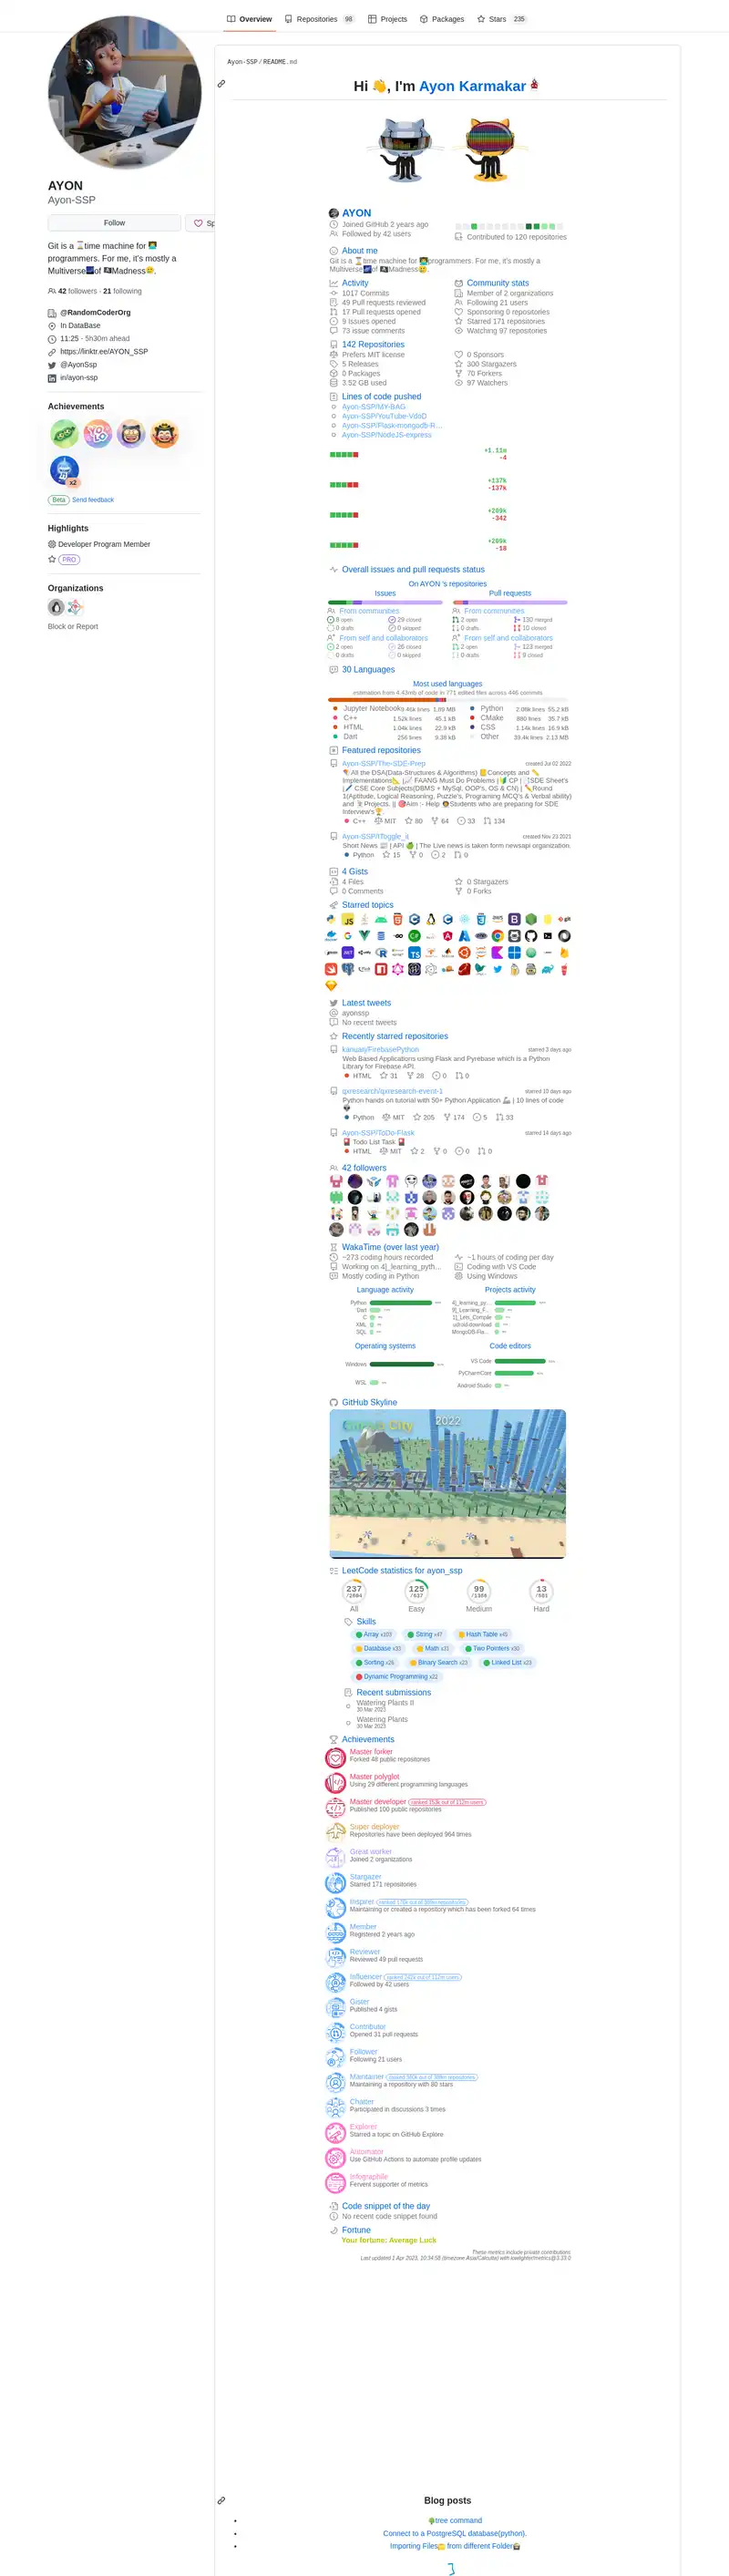 Overview
Repositories 98
Projects
Packages
Stars 235
AYON
Ayon-SSP
Follow
Sp
Git is a ⌛time machine for 👨‍💻
programmers. For me, it's mostly a
Multiverse🌌of 🏴‍☠️Madness🤪.
42 followers · 21 following
@RandomCoderOrg
In DataBase
11:25 - 5h30m ahead
https://linktr.ee/AYON_SSP
@AyonSsp
in/ayon-ssp
Achievements
x2
Beta Send feedback
Highlights
Developer Program Member
PRO
Organizations
Block or Report
Ayon-SSP/README.md
Hi 👋, I'm Ayon Karmakar
AYON
Joined GitHub 2 years ago
Followed by 42 users
Contributed to 120 repositories
About me
Git is a ⌛time machine for 👨‍💻programmers. For me, it's mostly a
Multiverse🌌of 🏴‍☠️Madness🤪.
Activity
1017 Commits
49 Pull requests reviewed
17 Pull requests opened
9 Issues opened
73 issue comments
Community stats
Member of 2 organizations
Following 21 users
Sponsoring 0 repositories
Starred 171 repositories
Watching 97 repositories
142 Repositories
Prefers MIT license
5 Releases
0 Packages
3.52 GB used
0 Sponsors
300 Stargazers
70 Forkers
97 Watchers
Lines of code pushed
Ayon-SSP/MY-BAG
Ayon-SSP/YouTube-VdoD
Ayon-SSP/Flask-mongodb-R...
Ayon-SSP/NodeJS-express
+1.11m
-4
+137k
-137k
+209k
-342
+209k
-18
Overall issues and pull requests status
On AYON 's repositories
Issues
Pull requests
From communities
8 open
29 closed
0 drafts
0 skipped
From communities
2 open
130 merged
0 drafts
10 closed
From self and collaborators
2 open
26 closed
0 drafts
0 skipped
From self and collaborators
2 open
123 merged
0 drafts
9 closed
30 Languages
Most used languages
estimation from 4.43mb of code in 771 edited files across 446 commits
Jupyter Notebook 1.89 MB
Python 2.06k lines 55.2 kB
C++ 1.52k lines 45.1 kB
CMake 880 lines 35.7 kB
HTML 1.04k lines 22.9 kB
CSS 1.14k lines 16.9 kB
Dart 256 lines 9.38 kB
Other 39.4k lines 2.13 MB
Featured repositories
Ayon-SSP/The-SDE-Prep
created Jul 02 2022
All the DSA(Data-Structures & Algorithms) Concepts and
Implementations | FAANG Must Do Problems | CP | SDE Sheet's
| CSE Core Subjects(DBMS + MySql, OOP's, OS & CN) | Round
1(Aptitude, Logical Reasoning, Puzzle's, Programing MCQ's & Verbal ability)
and Projects. || Aim :- Help Students who are preparing for SDE
Interview's
C++ MIT 80 64 33 134
created Nov 23 2021
Short News | API | The Live news is taken form newsapi organization
Python 15 0 2 0
4 Gists
4 Files
0 Comments
0 Stargazers
0 Forks
Starred topics
Latest tweets
ayonssp
No recent tweets
Recently starred repositories
kanuary/FirebasePython
starred 3 days ago
Web Based Applications using Flask and Pyrebase which is a Python
Library for Firebase API.
HTML 31 28 0 0
qxresearch/qxresearch-event-1
starred 10 days ago
Python hands on tutorial with 50+ Python Application | 10 lines of code
Python MIT 205 174 5 33
Ayon-SSP/ToDo-Flask
starred 14 days ago
Todo List Task
HTML MIT 2 0 0 0
42 followers
WakaTime (over last year)
~273 coding hours recorded
Working on 4]_learning_pyth...
Mostly coding in Python
~1 hours of coding per day
Coding with VS Code
Using Windows
Language activity
Python
Dart
C
XML
SQL
Projects activity
4]_learning_py...
9]_Learning_F...
1]_Lets_Compile
udroid-download
MongoDB-Fla...
Operating systems
Windows
WSL
Code editors
VS Code
PyCharmCore
Android Studio
GitHub Skyline
GitHub City
2022
LeetCode statistics for ayon_ssp
237
/2604
All
125
/637
Easy
99
/1366
Medium
13
Hard
Skills
Array x103
String x47
Hash Table x45
Database x33
Math x31
Two Pointers x30
Sorting x26
Binary Search x23
Linked List x23
Dynamic Programming x22
Recent submissions
Watering Plants II
30 Mar 2023
Watering Plants
30 Mar 2023
Achievements
Master forker
Forked 48 public repositories
Master polyglot
Using 29 different programming languages
Master developer ranked 153k out of 112m users
Published 100 public repositories
Super deployer
Repositories have been deployed 964 times
Great worker
Joined 2 organizations
Stargazer
Starred 171 repositories
Inspirer
Maintaining or created a repository which has been forked 64 times
Member
Registered 2 years ago
Reviewer
Reviewed 49 pull requests
Influencer
Followed by 42 users
Gister
Published 4 gists
Contributor
Opened 31 pull requests
Follower
Following 21 users
Maintainer
Maintaining a repository with 80 stars
Chatter
Participated in discussions 3 times
Explorer
Starred a topic on GitHub Explore
Automator
Use GitHub Actions to automate profile updates
Infographile
Fervent supporter of metrics
Code snippet of the day
No recent code snippet found
Fortune
Your fortune: Average Luck
These metrics include private contributions
Last updated 1 Apr 2023, 10:34:58 (timezone Asia/Calcutta) with lowlighter/metrics@3.33.0
Blog posts
🌳tree command
Connect to a PostgreSQL database(python).
Importing Files📁 from different Folder🗃